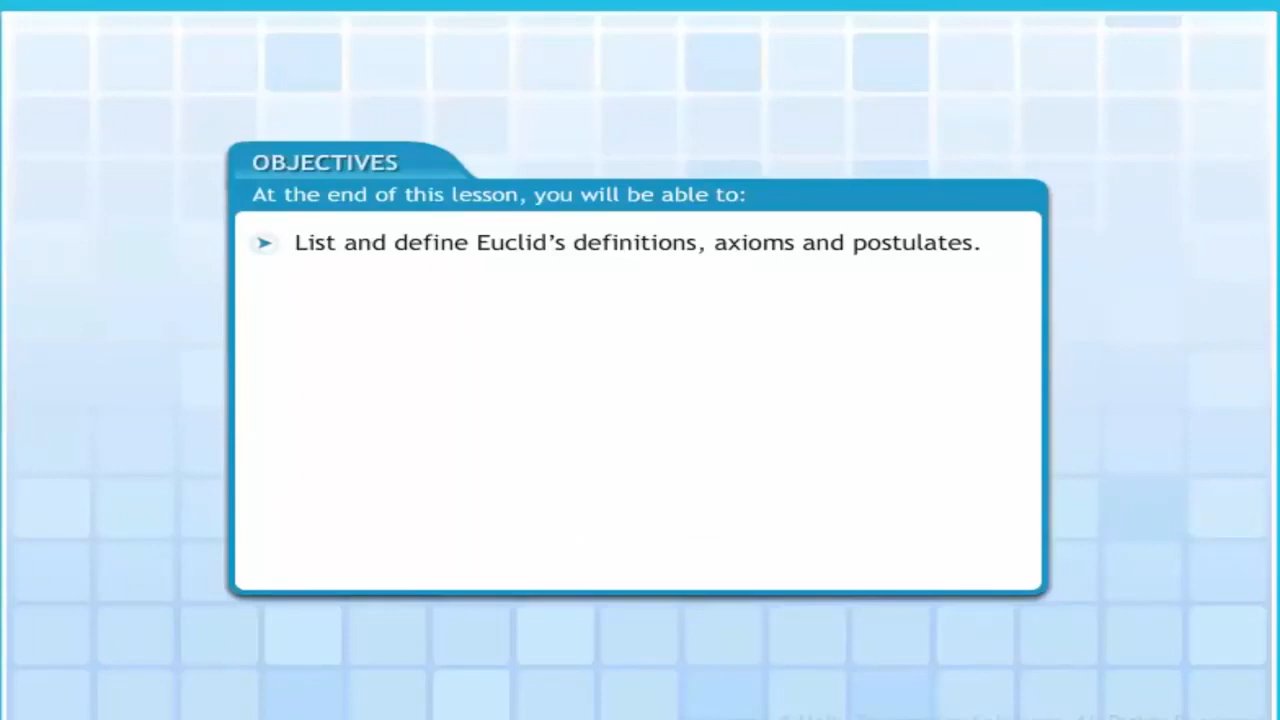 OBJECTIVES
At the end of this lesson, you will be able to:
➤ List and define Euclid's definitions, axioms and postulates.